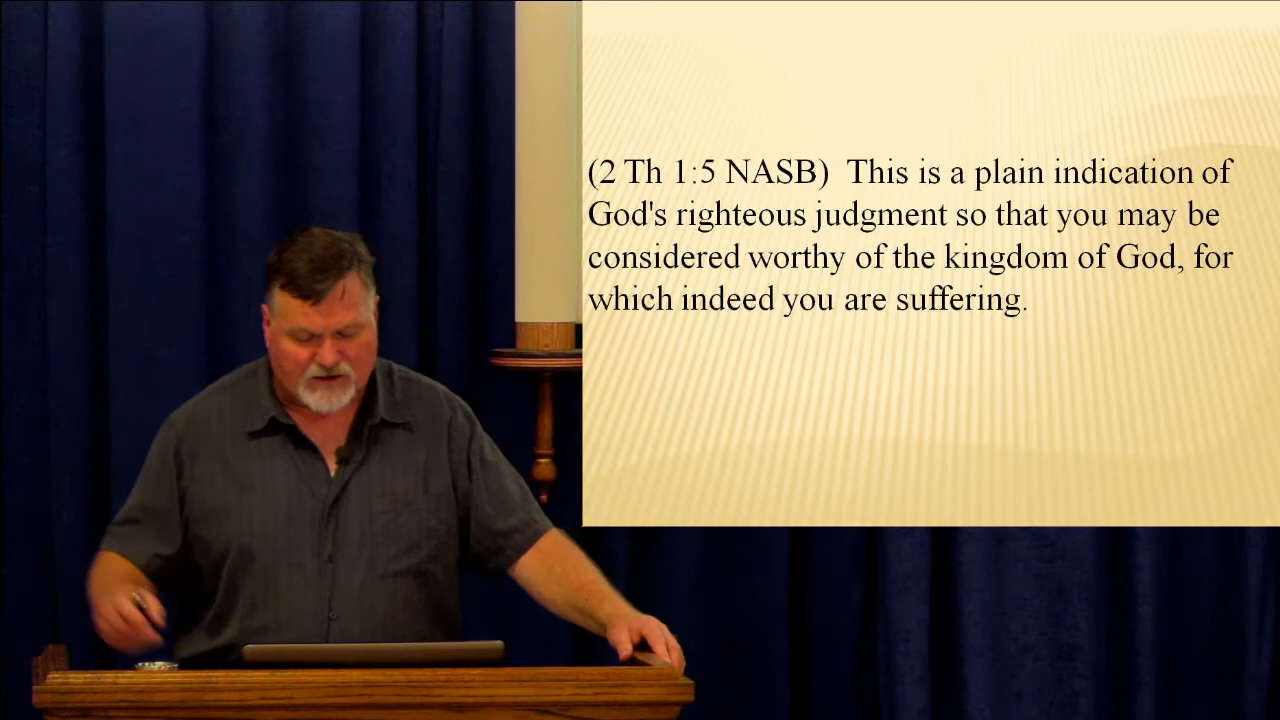 (2 Th 1:5 NASB)  This is a plain indication of
God's righteous judgment so that you may be
considered worthy of the kingdom of God, for
which indeed you are suffering.